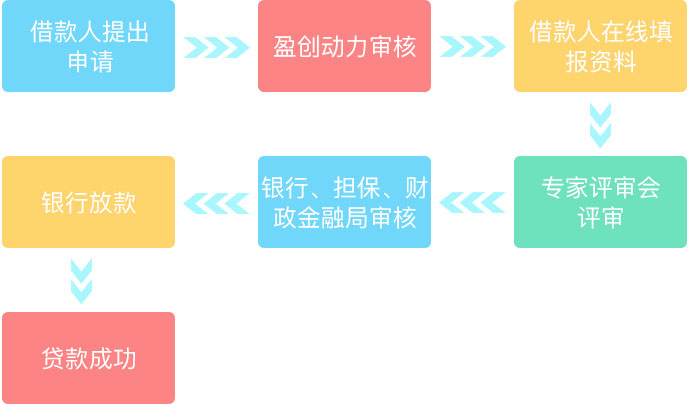 借款人提出
申请
盈创动力审核
借款人在线填
报资料
专家评审会
评审
银行、担保、财
政金融局审核
银行放款
贷款成功